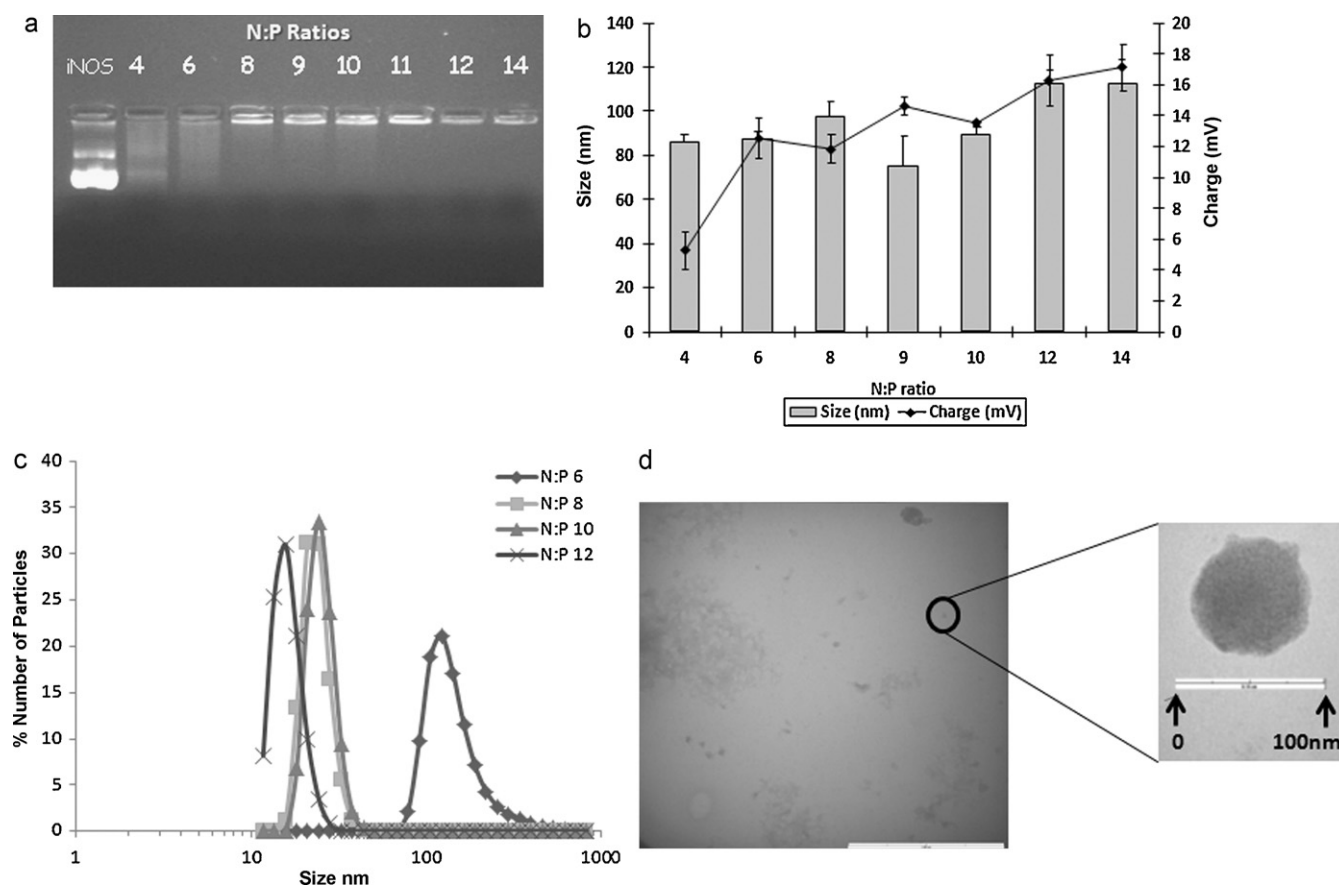 a
N:P Ratios
iNOS 4 6 8 9 10 11 12 14
b
140
120
100
80
60
40
20
0
Size (nm)
20
18
16
14
12
10
8
6
4
2
0
Charge (mV)
4 6 8 9 10 12 14
N:P ratio
Size (nm) Charge (mV)
c
40
35
30
25
20
15
10
5
0
% Number of Particles
N:P 6
N:P 8
N:P 10
N:P 12
1 10 100 1000
Size nm
d
0 100nm